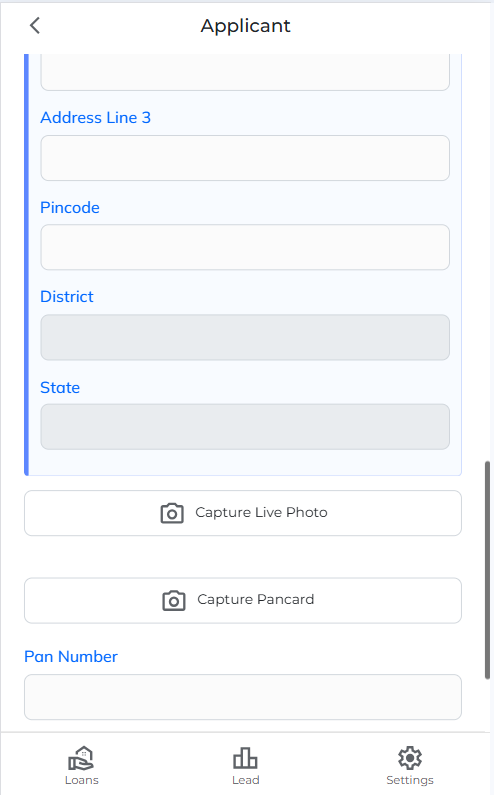 Applicant
Address Line 3
Pincode
District
State
Capture Live Photo
Capture Pancard
Pan Number
Loans
Lead
Settings